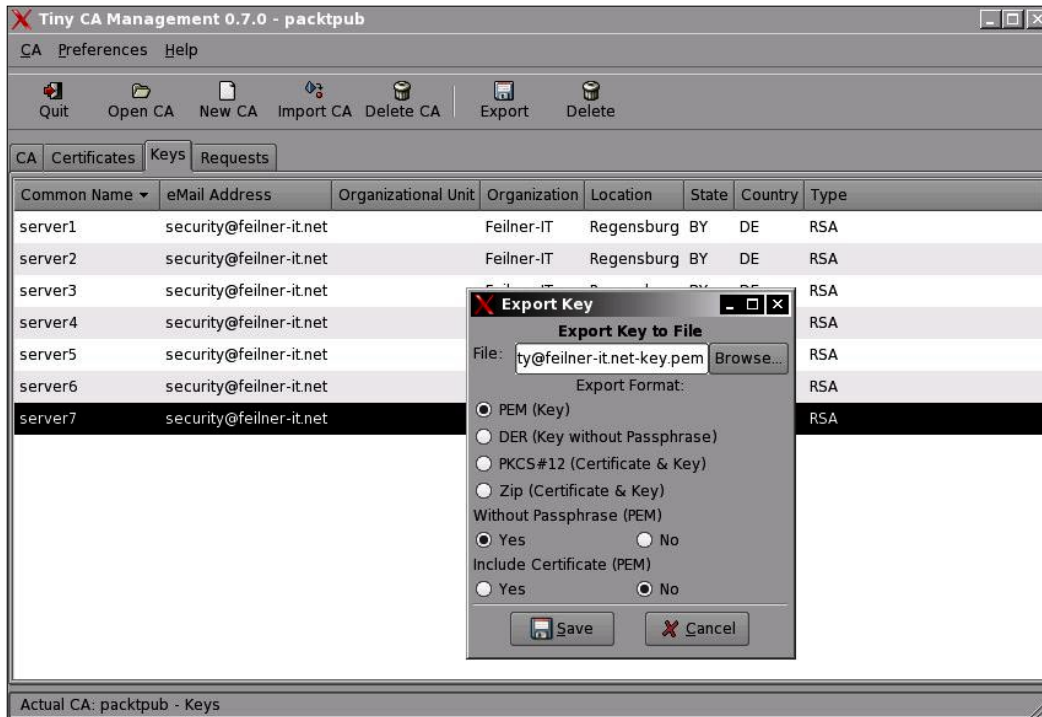 Tiny CA Management 0.7.0 - packtpub
CA Preferences Help
Quit Open CA New CA Import CA Delete CA Export Delete
CA Certificates Keys Requests
Common Name eMail Address Organizational Unit Organization Location State Country Type
server1 security@feilner-it.net Feilner-IT Regensburg BY DE RSA
server2 security@feilner-it.net Feilner-IT Regensburg BY DE RSA
server3 security@feilner-it.net RSA
server4 security@feilner-it.net RSA
server5 security@feilner-it.net RSA
server6 security@feilner-it.net RSA
server7 security@feilner-it.net RSA
Export Key
Export Key to File
File: ty@feilner-it.net-key.pem Browse...
Export Format:
PEM (Key)
DER (Key without Passphrase)
PKCS#12 (Certificate & Key)
Zip (Certificate & Key)
Without Passphrase (PEM)
Yes No
Include Certificate (PEM)
Yes No
Save Cancel
Actual CA: packtpub - Keys